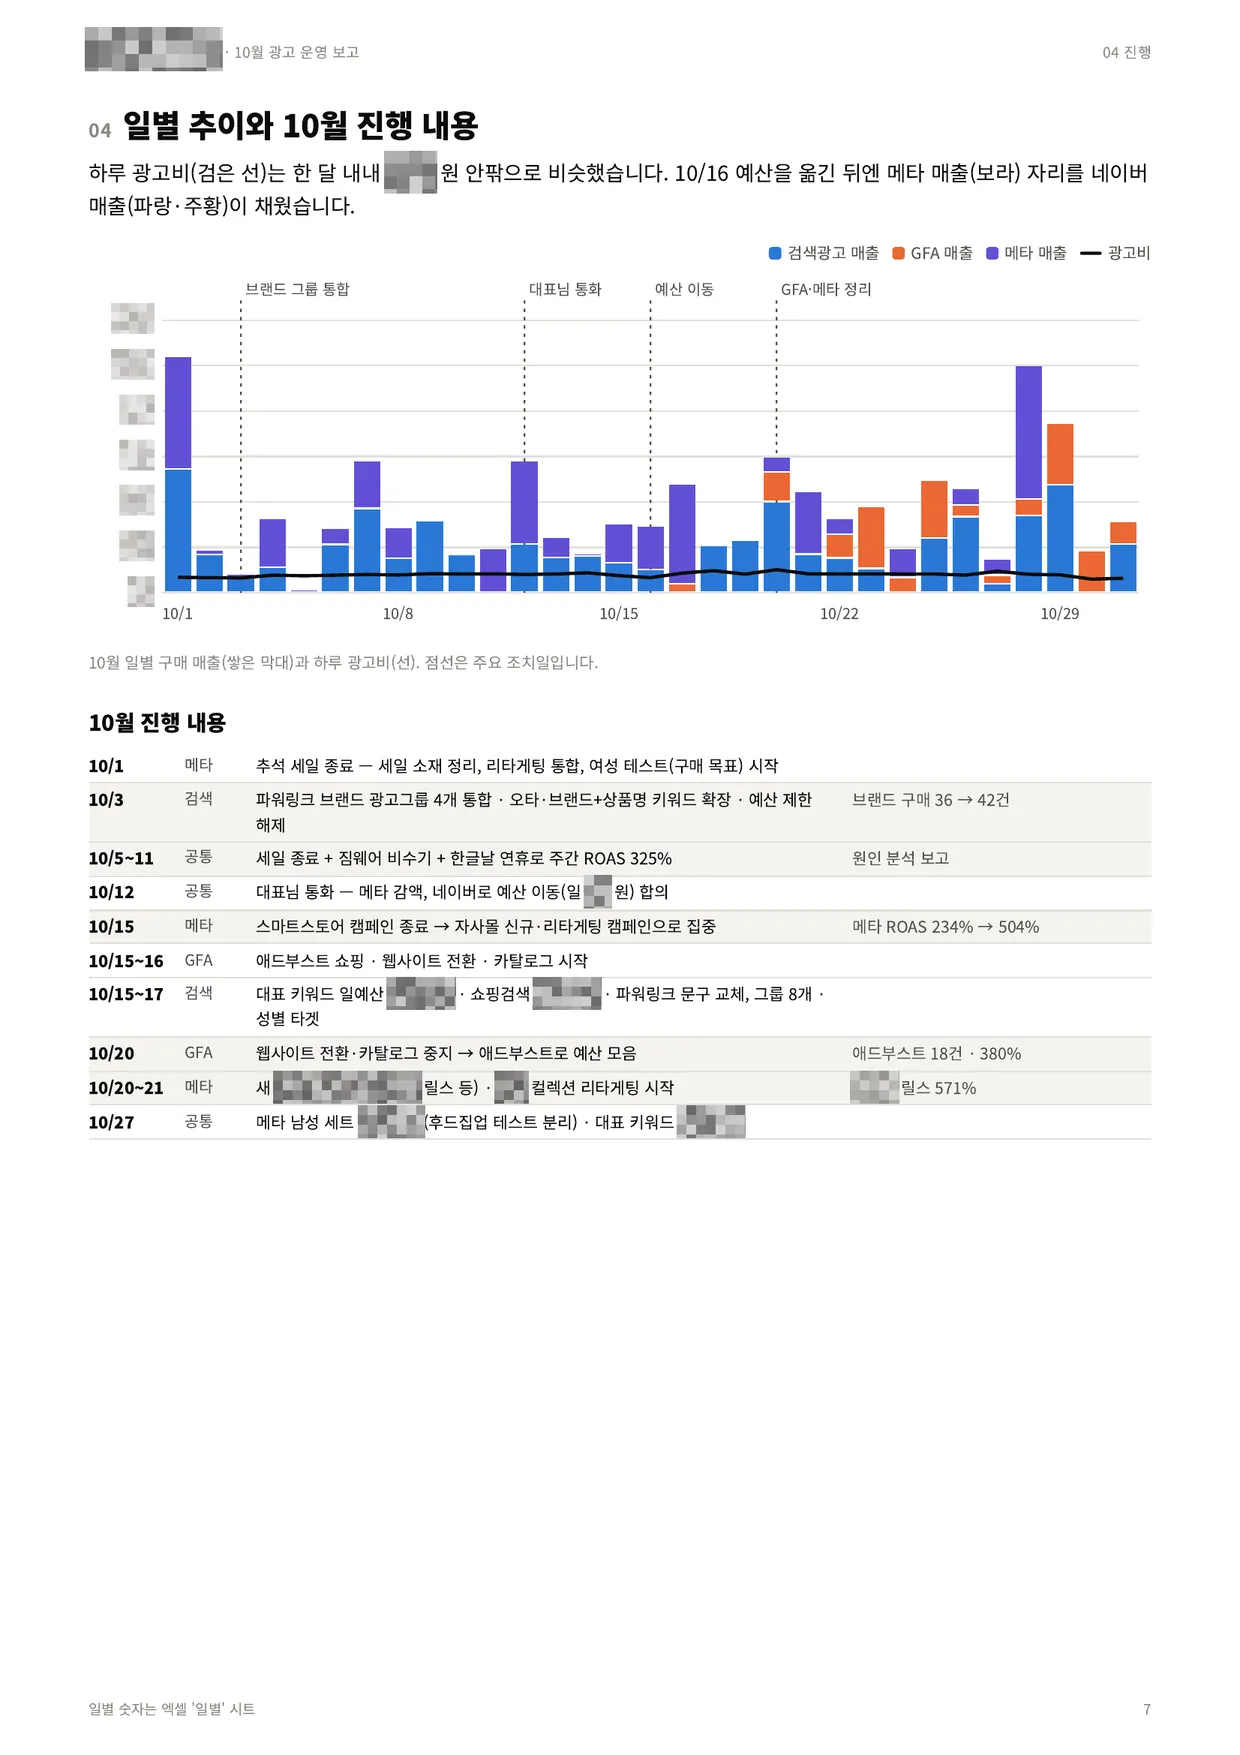 · 10월 광고 운영 보고
04 진행
04 일별 추이와 10월 진행 내용
하루 광고비(검은 선)는 한 달 내내 원 안팎으로 비슷했습니다. 10/16 예산을 옮긴 뒤엔 메타 매출(보라) 자리를 네이버
매출(파랑·주황)이 채웠습니다.
검색광고 매출 GFA 매출 메타 매출 광고비
브랜드 그룹 통합 대표님 통화 예산 이동 GFA·메타 정리
10/1 10/8 10/15 10/22 10/29
10월 일별 구매 매출(쌓은 막대)과 하루 광고비(선). 점선은 주요 조치일입니다.
10월 진행 내용
10/1 메타 추석 세일 종료 — 세일 소재 정리, 리타게팅 통합, 여성 테스트(구매 목표) 시작
10/3 검색 파워링크 브랜드 광고그룹 4개 통합 · 오타·브랜드+상품명 키워드 확장 · 예산 제한 브랜드 구매 36 → 42건
해제
10/5~11 공통 세일 종료 + 짐웨어 비수기 + 한글날 연휴로 주간 ROAS 325% 원인 분석 보고
10/12 공통 대표님 통화 — 메타 감액, 네이버로 예산 이동(일 원) 합의
10/15 메타 스마트스토어 캠페인 종료 → 자사몰 신규·리타게팅 캠페인으로 집중 메타 ROAS 234% → 504%
10/15~16 GFA 애드부스트 쇼핑 · 웹사이트 전환 · 카탈로그 시작
10/15~17 검색 대표 키워드 일예산 · 쇼핑검색 · 파워링크 문구 교체, 그룹 8개 ·
성별 타겟
10/20 GFA 웹사이트 전환·카탈로그 중지 → 애드부스트로 예산 모음 애드부스트 18건 · 380%
10/20~21 메타 새 릴스 등) · 컬렉션 리타게팅 시작 릴스 571%
10/27 공통 메타 남성 세트 (후드집업 테스트 분리) · 대표 키워드
일별 숫자는 엑셀 '일별' 시트
7